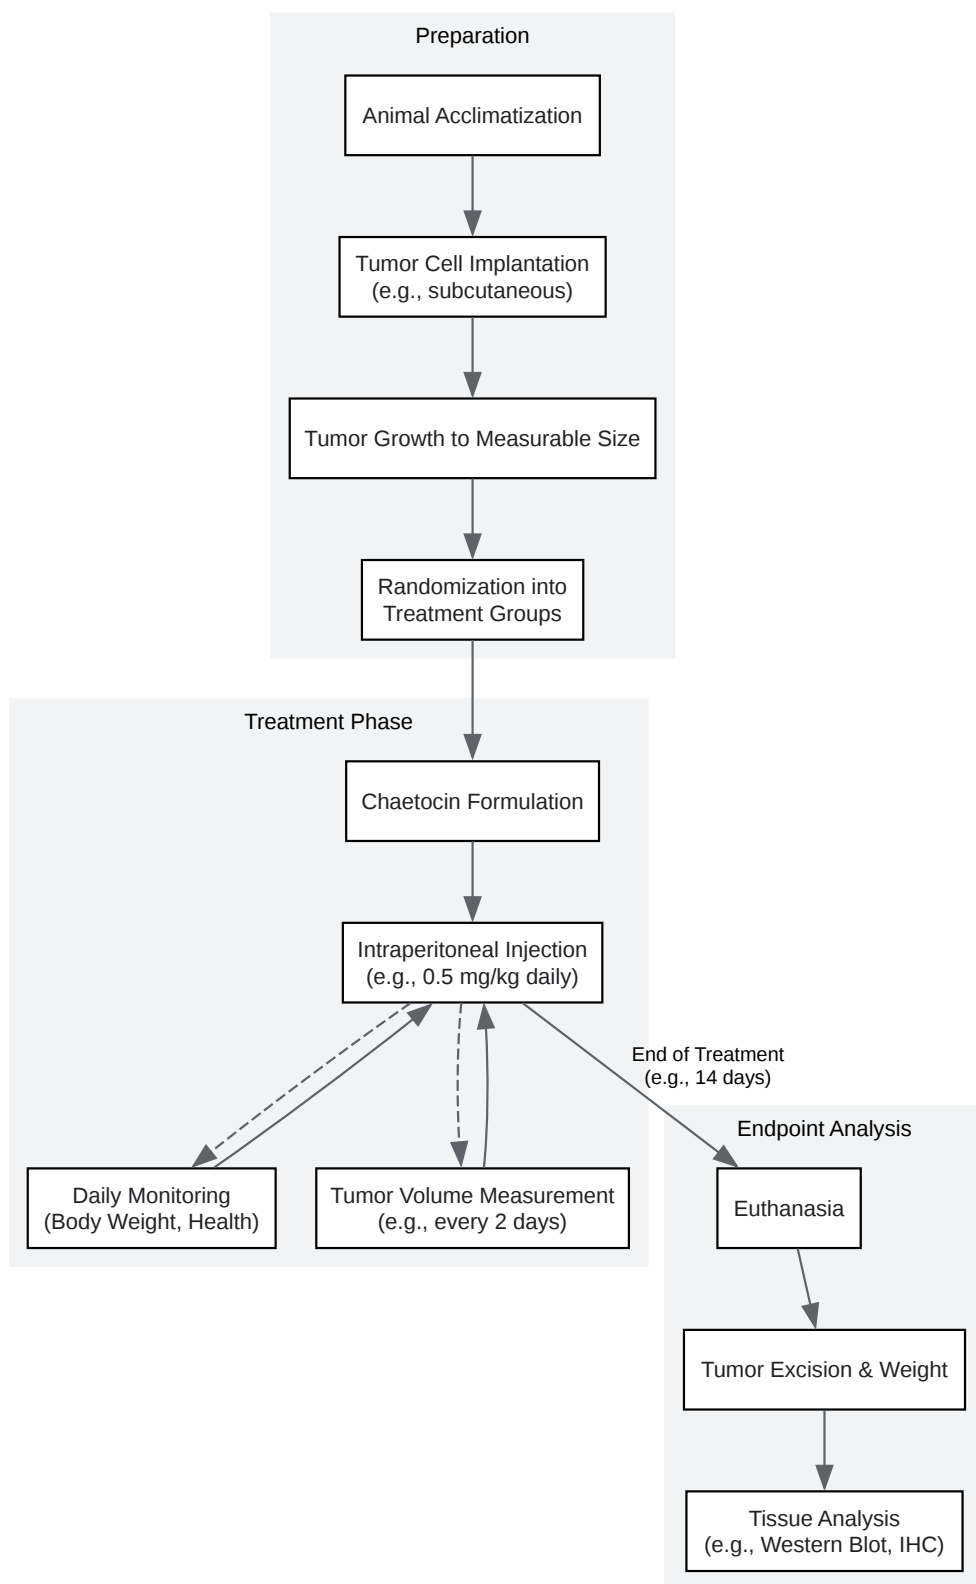 Preparation
Animal Acclimatization
Tumor Cell Implantation
(e.g., subcutaneous)
Tumor Growth to Measurable Size
Randomization into
Treatment Groups
Treatment Phase
Chaetocin Formulation
Intraperitoneal Injection
(e.g., 0.5 mg/kg daily)
End of Treatment
(e.g., 14 days)
Daily Monitoring
(Body Weight, Health)
Tumor Volume Measurement
(e.g., every 2 days)
Endpoint Analysis
Euthanasia
Tumor Excision & Weight
Tissue Analysis
(e.g., Western Blot, IHC)